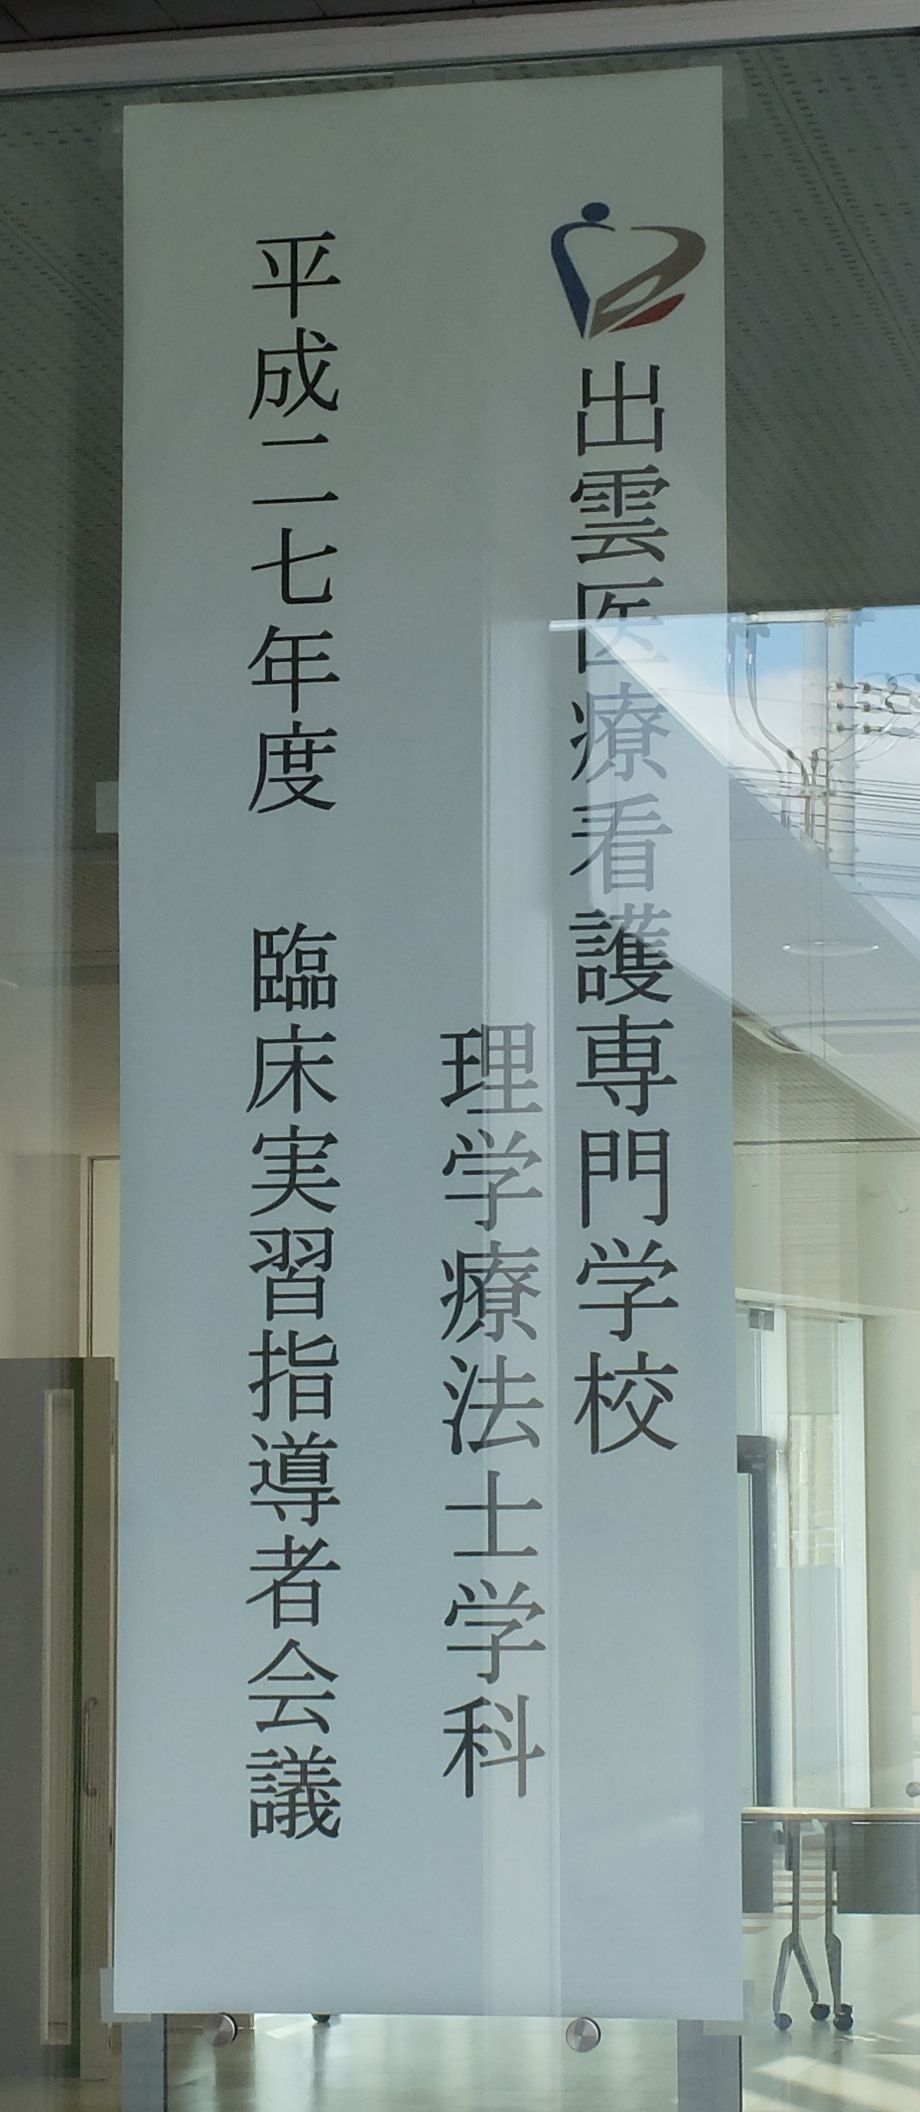 出雲医療看護専門学校
理学療法士学科
平成二七年度　臨床実習指導者会議